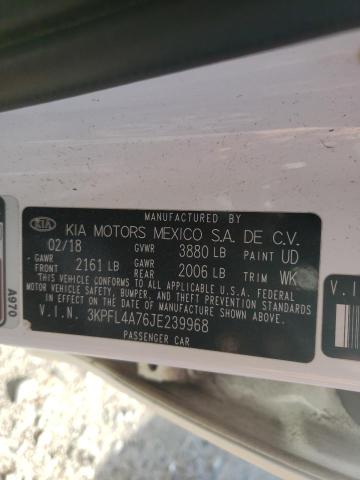 MANUFACTURED BY
KIA KIA MOTORS MEXICO S.A. DE C.V.
02/18 GVWR 3880 LB PAINT UD
GAWR FRONT 2161 LB GAWR REAR 2006 LB TRIM WK
THIS VEHICLE CONFORMS TO ALL APPLICABLE U.S.A. FEDERAL
MOTOR VEHICLE SAFETY, BUMPER, AND THEFT PREVENTION STANDARDS
IN EFFECT ON THE DATE OF MANUFACTURE SHOWN ABOVE.
V.I.N. 3KPFL4A76JE239968
PASSENGER CAR
A970
V.I